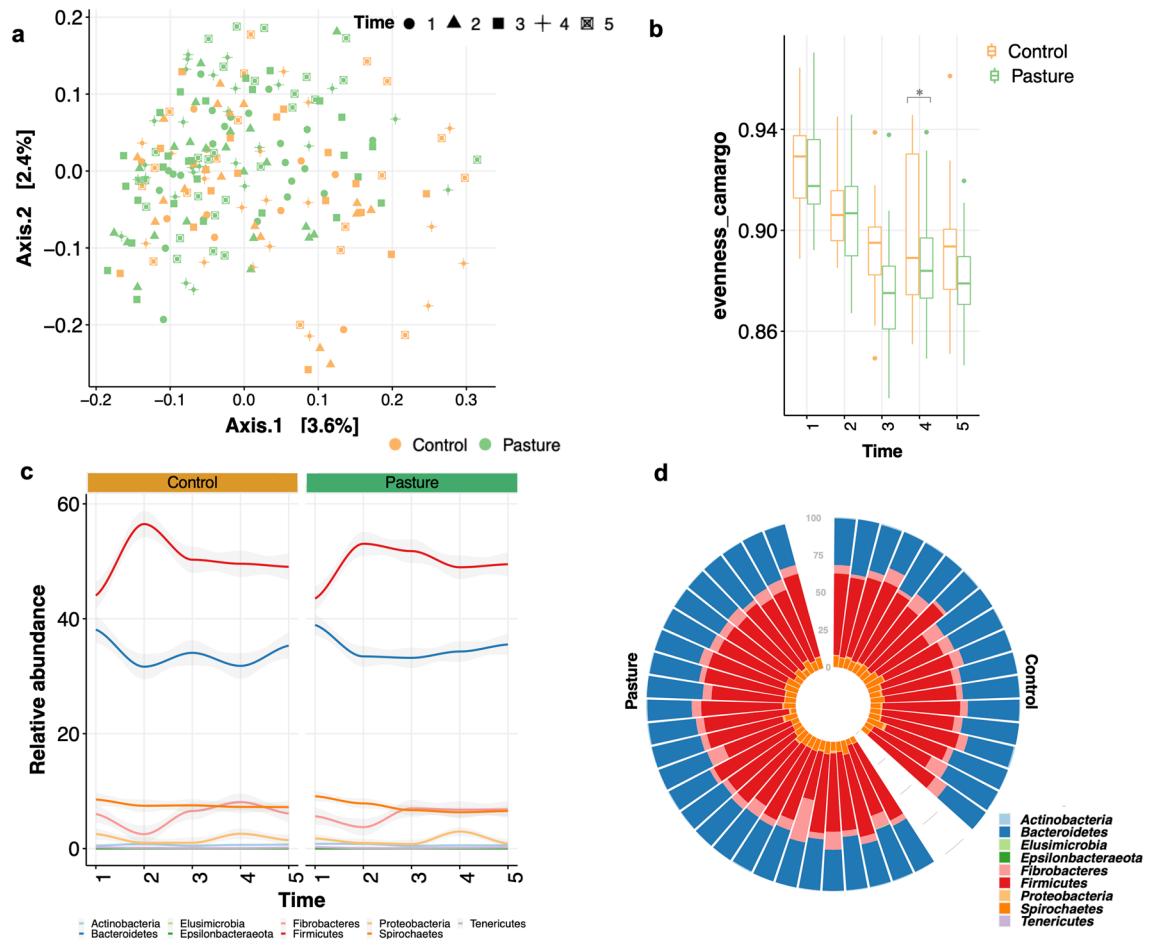 a
Time 1 2 3 4 5
0.2
0.1
0.0
−0.1
−0.2
Axis.2 [2.4%]
−0.2 −0.1 0.0 0.1 0.2 0.3
Axis.1 [3.6%]
Control Pasture
b
Control
Pasture
*
0.94
0.90
0.86
evenness_camargo
1 2 3 4 5
Time
c
Control Pasture
60
40
20
0
Relative abundance
1 2 3 4 5 1 2 3 4 5
Time
Actinobacteria Elusimicrobia Fibrobacteres Proteobacteria Tenericutes
Bacteroidetes Epsilonbacteraeota Firmicutes Spirochaetes
d
100
75
50
25
0
Pasture
Control
Actinobacteria
Bacteroidetes
Elusimicrobia
Epsilonbacteraeota
Fibrobacteres
Firmicutes
Proteobacteria
Spirochaetes
Tenericutes